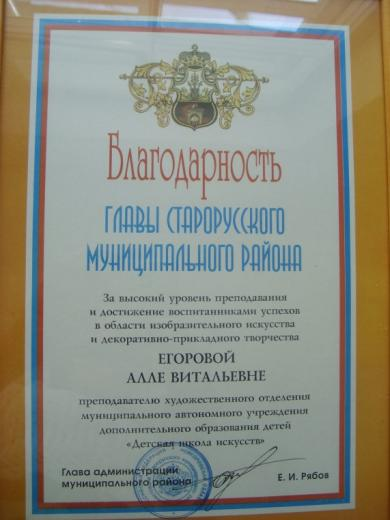 Благодарность
ГЛАВЫ СТАРОРУССКОГО
МУНИЦИПАЛЬНОГО РАЙОНА
За высокий уровень преподавания
и достижение воспитанниками успехов
в области изобразительного искусства
и декоративно-прикладного творчества
ЕГОРОВОЙ
АЛЛЕ ВИТАЛЬЕВНЕ
преподавателю художественного отделения
муниципального автономного учреждения
дополнительного образования детей
«Детская школа искусств»
Глава администрации
муниципального района
Е. И. Рябов